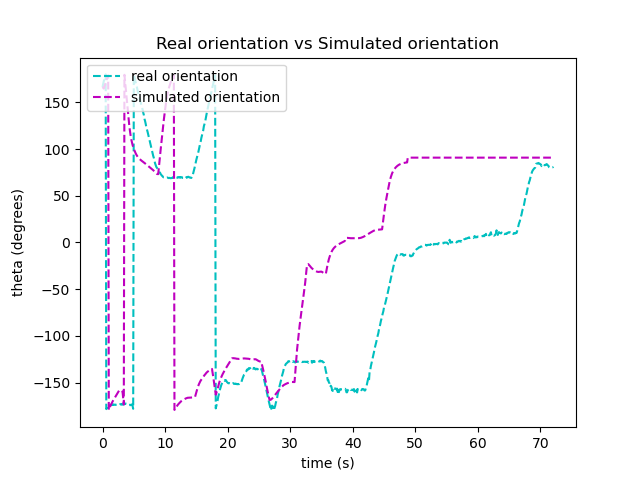 Real orientation vs Simulated orientation
real orientation
simulated orientation
theta (degrees)
150
100
50
0
−50
−100
−150
0 10 20 30 40 50 60 70
time (s)